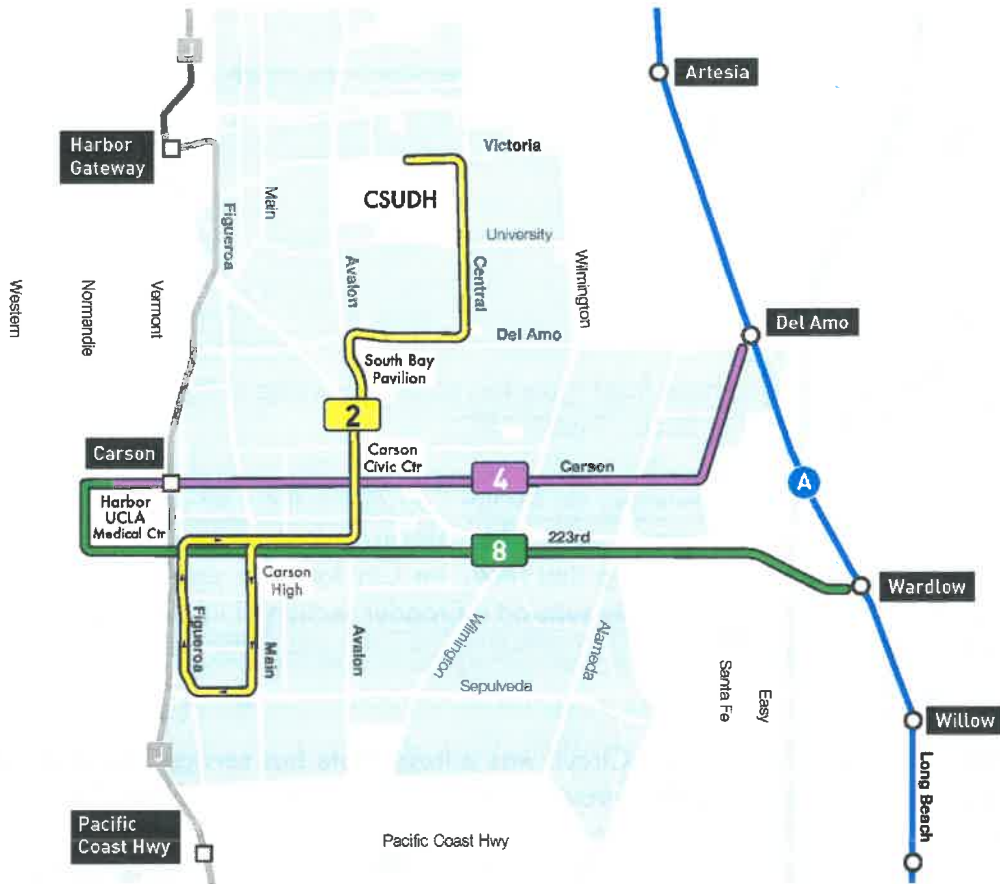 J
Artesia
Harbor
Gateway
Victoria
CSUDH
Main
Figueroa
University
Avalon
Central
Wilmington
Western
Normandie
Vermont
Del Amo
Del Amo
South Bay
Pavilion
2
Carson
Carson
Civic Ctr
4
Carson
A
Harbor
UCLA
Medical Ctr
8
223rd
Carson
High
Wardlow
Figueroa
Main
Avalon
Wilmington
Alameda
Sepulveda
Santa Fe
Easy
Willow
J
Long Beach
Pacific
Coast Hwy
Pacific Coast Hwy